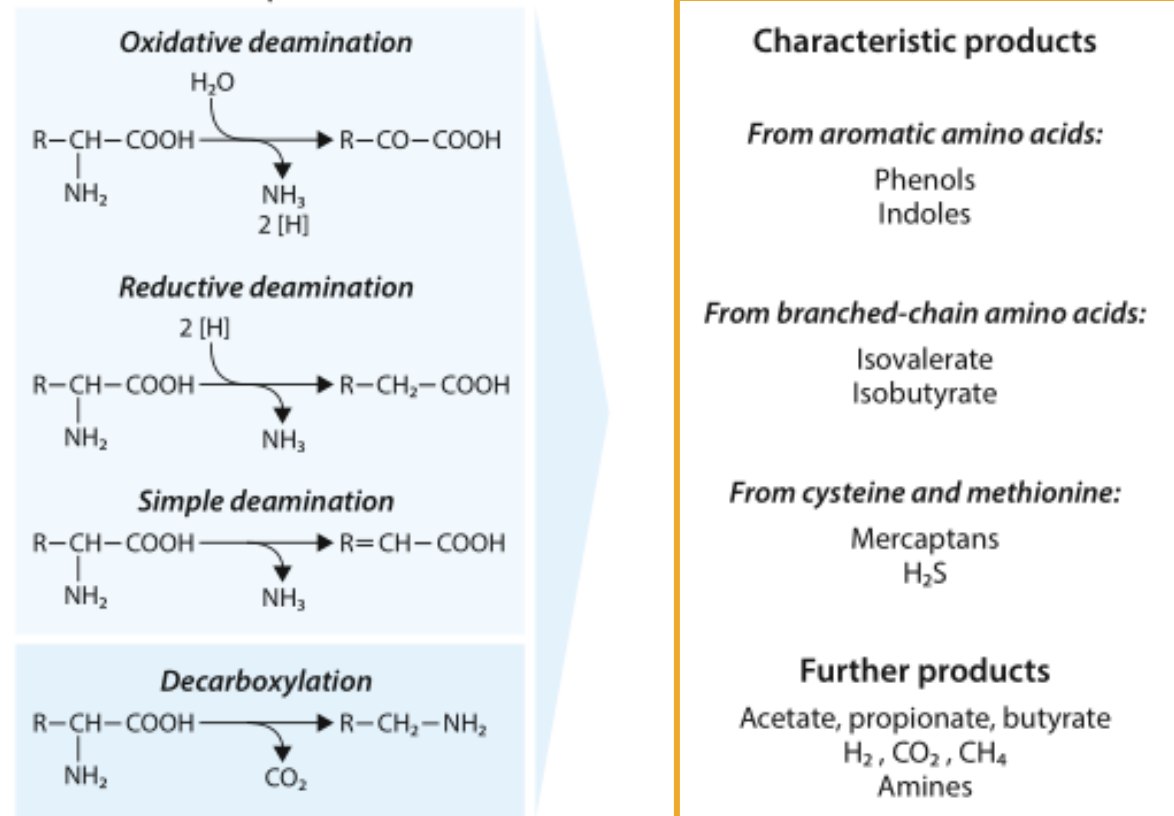 Oxidative deamination
H₂O
R–CH–COOH
R–CO–COOH
NH₂
NH₃
2 [H]
Reductive deamination
2 [H]
R–CH–COOH
R–CH₂–COOH
NH₂
NH₃
Simple deamination
R–CH–COOH
R=CH–COOH
NH₂
NH₃
Decarboxylation
R–CH–COOH
R–CH₂–NH₂
NH₂
CO₂
Characteristic products
From aromatic amino acids:
Phenols
Indoles
From branched-chain amino acids:
Isovalerate
Isobutyrate
From cysteine and methionine:
Mercaptans
H₂S
Further products
Acetate, propionate, butyrate
H₂ , CO₂ , CH₄
Amines